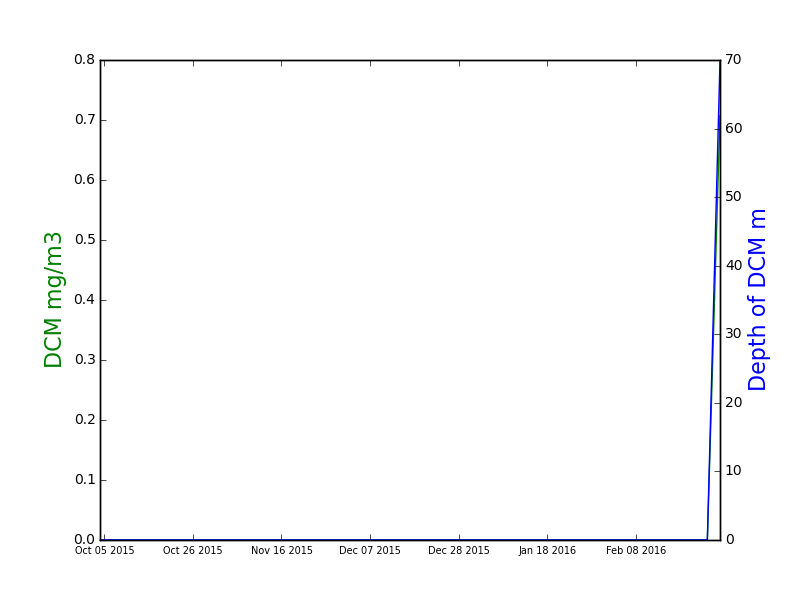 0.8
0.7
0.6
0.5
0.4
0.3
0.2
0.1
0.0
DCM mg/m3
70
60
50
40
30
20
10
0
Depth of DCM m
Oct 05 2015
Oct 26 2015
Nov 16 2015
Dec 07 2015
Dec 28 2015
Jan 18 2016
Feb 08 2016